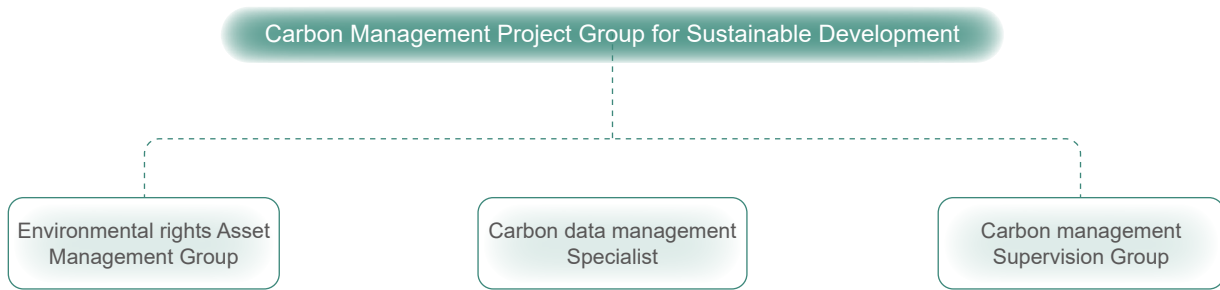 Carbon Management Project Group for Sustainable Development
Environmental rights Asset
Management Group
Carbon data management
Specialist
Carbon management
Supervision Group